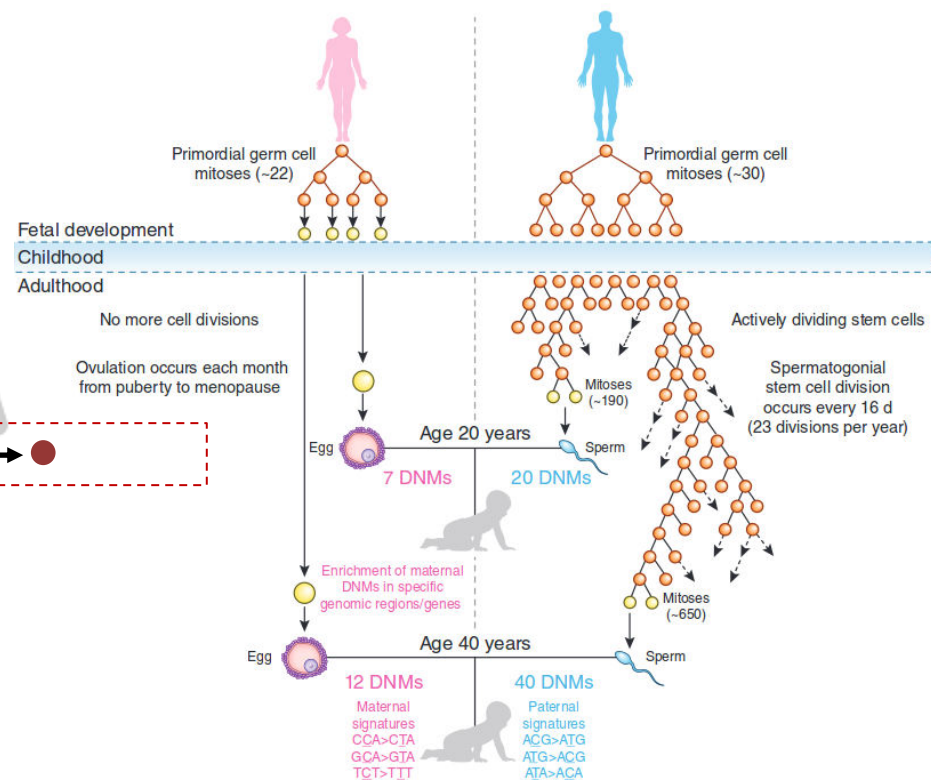 Primordial germ cell
mitoses (~22)
Primordial germ cell
mitoses (~30)
Fetal development
Childhood
Adulthood
No more cell divisions
Ovulation occurs each month
from puberty to menopause
Actively dividing stem cells
Spermatogonial
stem cell division
occurs every 16 d
(23 divisions per year)
Mitoses
(~190)
Egg
Age 20 years
Sperm
7 DNMs
20 DNMs
Enrichment of maternal
DNMs in specific
genomic regions/genes
Mitoses
(~650)
Egg
Age 40 years
Sperm
12 DNMs
40 DNMs
Maternal
signatures
CCA>CTA
GCA>GTA
TCT>TTT
Paternal
signatures
ACG>ATG
ATG>ACG
ATA>ACA